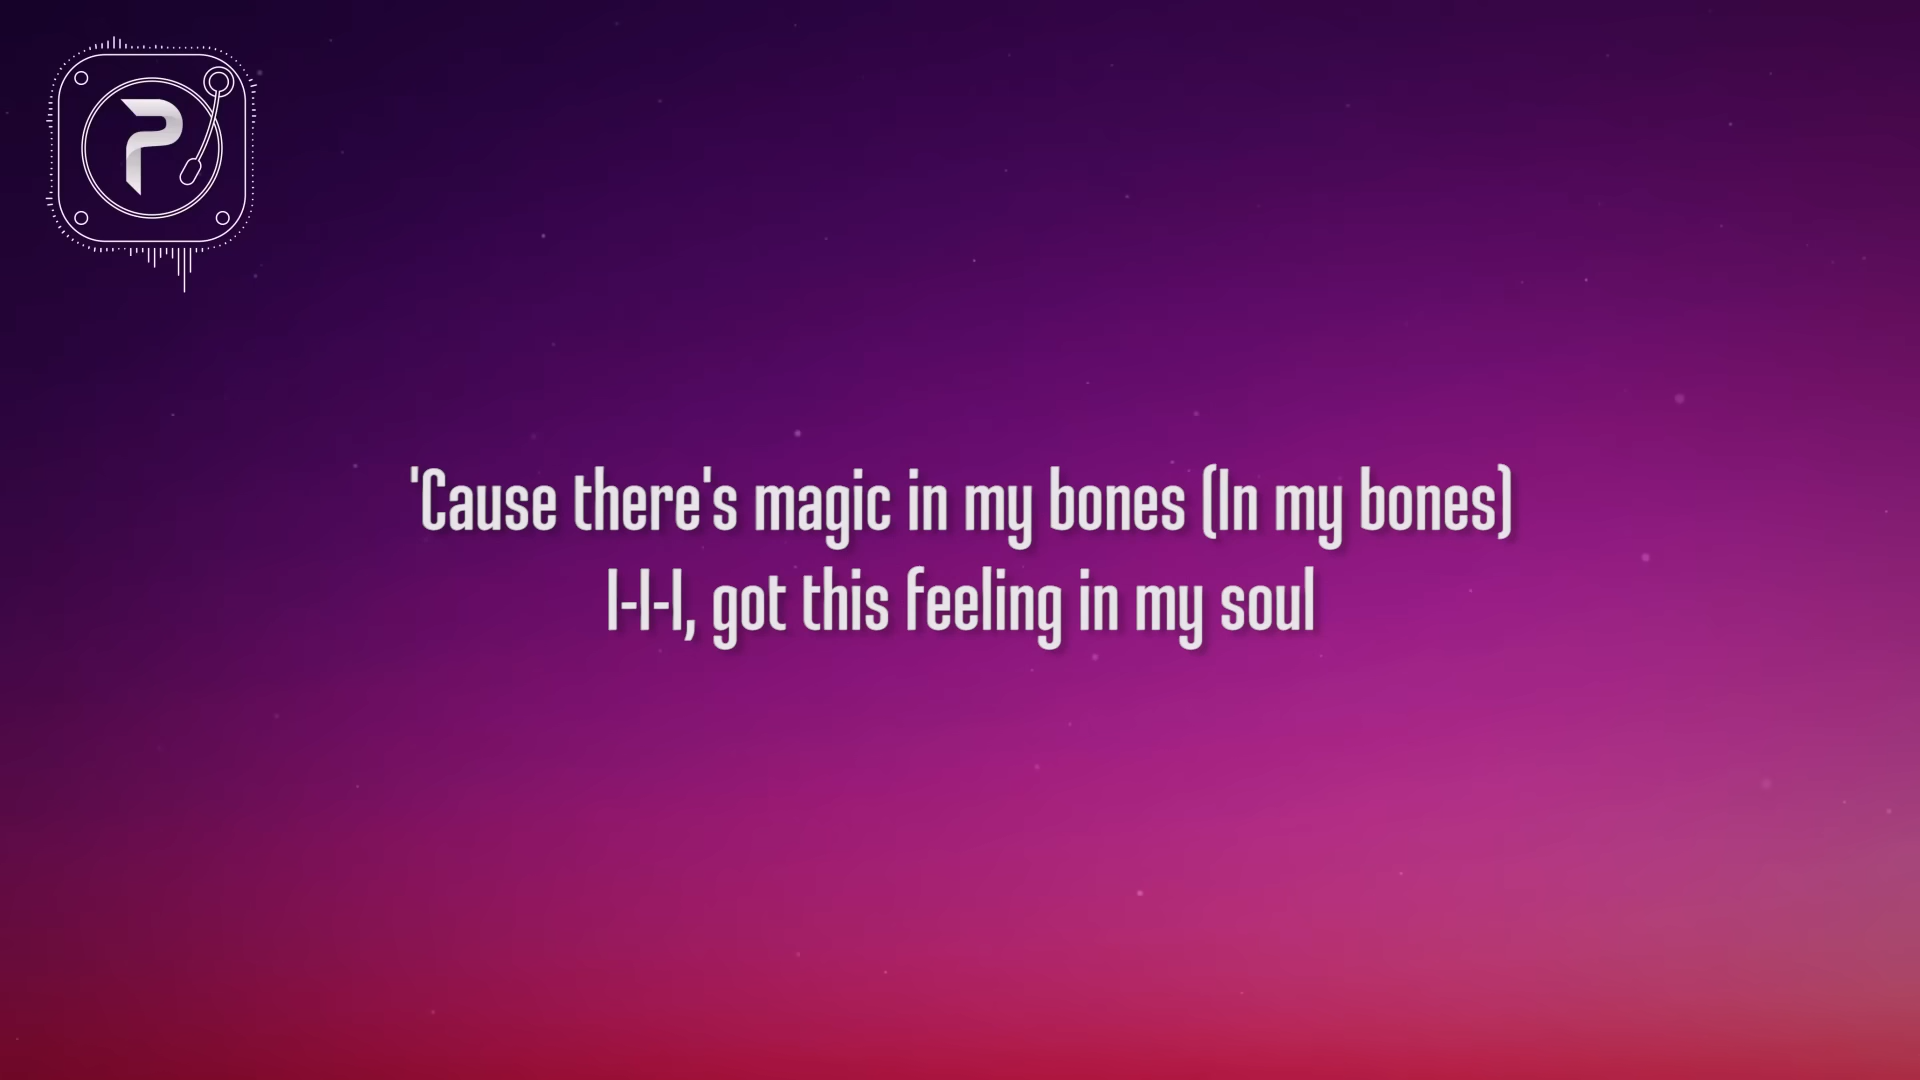 P
'Cause there's magic in my bones (In my bones)
I-I-I, got this feeling in my soul